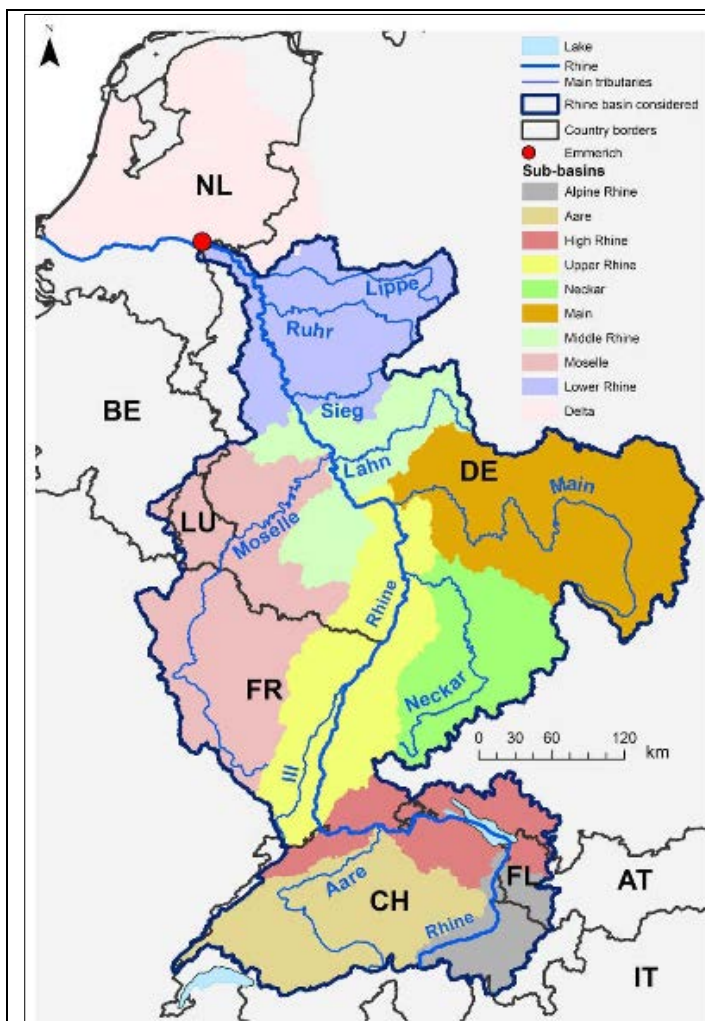 N
Lake
Rhine
Main tributaries
Rhine basin considered
Country borders
Emmerich
Sub-basins
Alpine Rhine
Aare
High Rhine
Upper Rhine
Neckar
Main
Middle Rhine
Moselle
Lower Rhine
Delta
NL
Lippe
Ruhr
BE
Sieg
Lahn
DE
Main
LU
Moselle
Rhine
FR
Neckar
Ill
0 30 60 120
km
FL
AT
Aare
CH
Rhine
IT